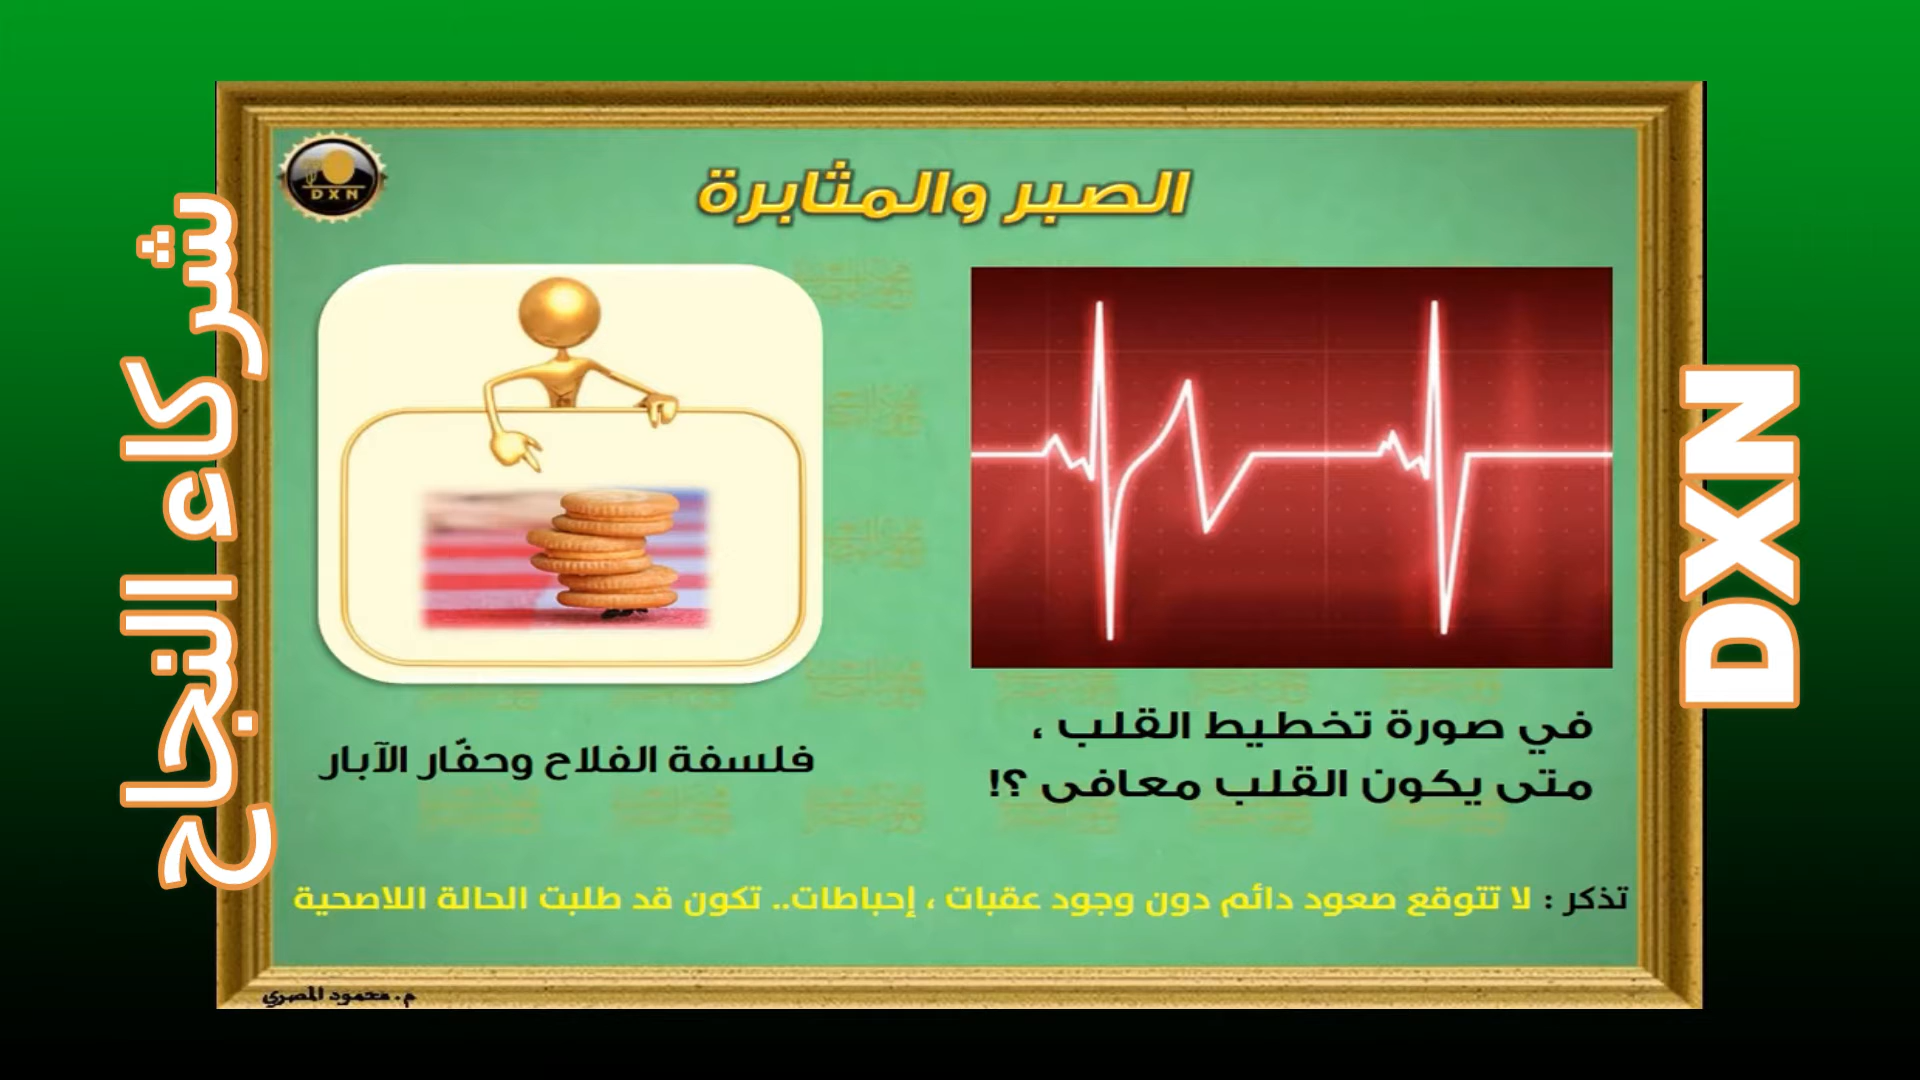 شركاء النجاح
DXN
DXN
الصبر والمثابرة
في صورة تخطيط القلب ،
متى يكون القلب معافى ؟!
فلسفة الفلاح وحفّار الآبار
تذكر : لا تتوقع صعود دائم دون وجود عقبات ، إحباطات.. تكون قد طلبت الحالة اللاصحية
م. محمود المصري